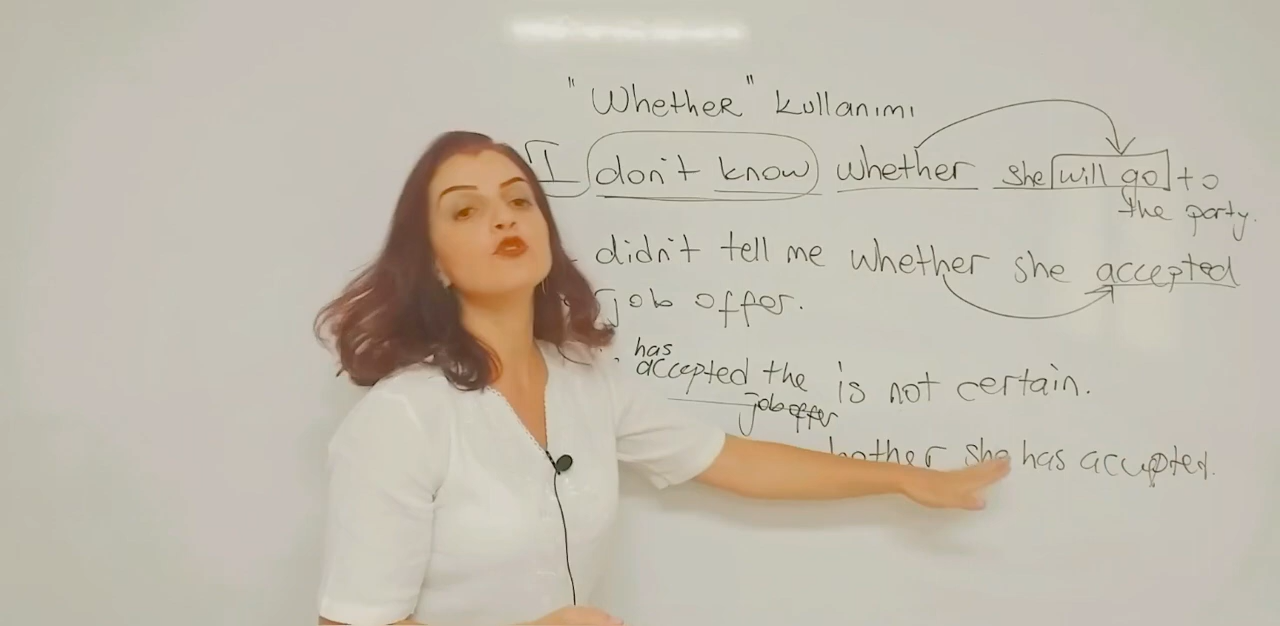 "Whether" kullanımı
I don't know whether she will go to
the party.
didn't tell me whether she accepted
job offer.
has
accepted the is not certain.
job offer
she has accepted.